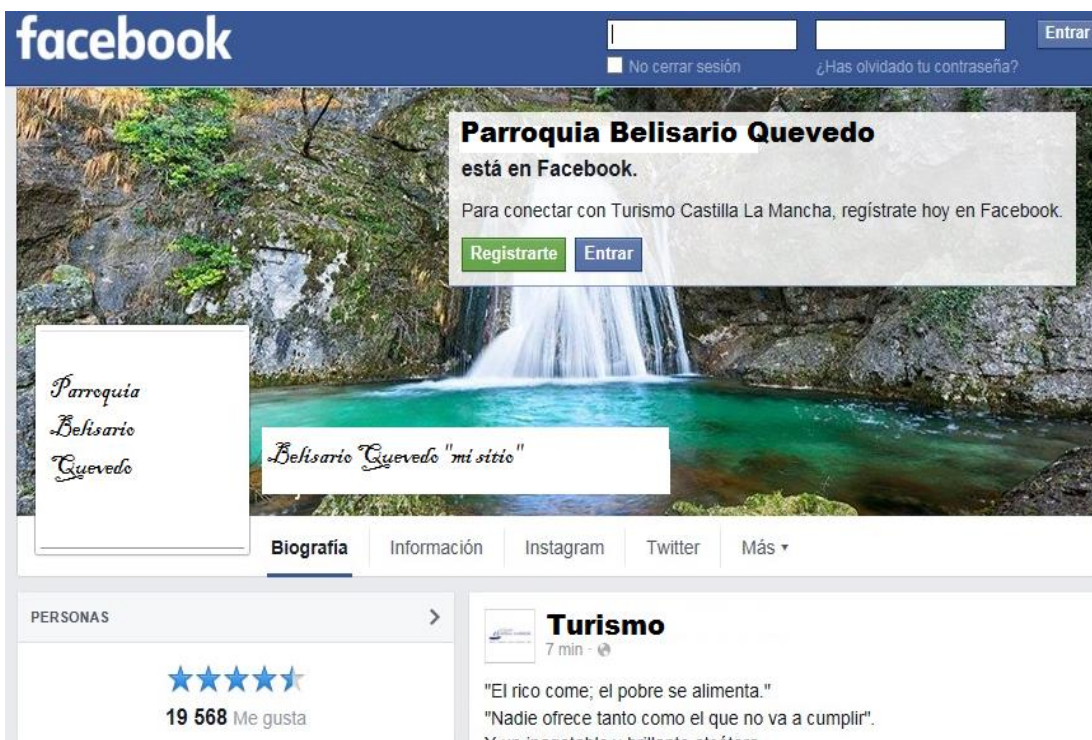 facebook
Entrar
No cerrar sesión
¿Has olvidado tu contraseña?
Parroquia Belisario Quevedo
está en Facebook.
Para conectar con Turismo Castilla La Mancha, regístrate hoy en Facebook.
Registrarte Entrar
Parroquia
Belisario
Quevedo
Belisario Quevedo "mi sitio"
Biografía Información Instagram Twitter Más
PERSONAS
19 568 Me gusta
Turismo
7 min
"El rico come; el pobre se alimenta."
"Nadie ofrece tanto como el que no va a cumplir".